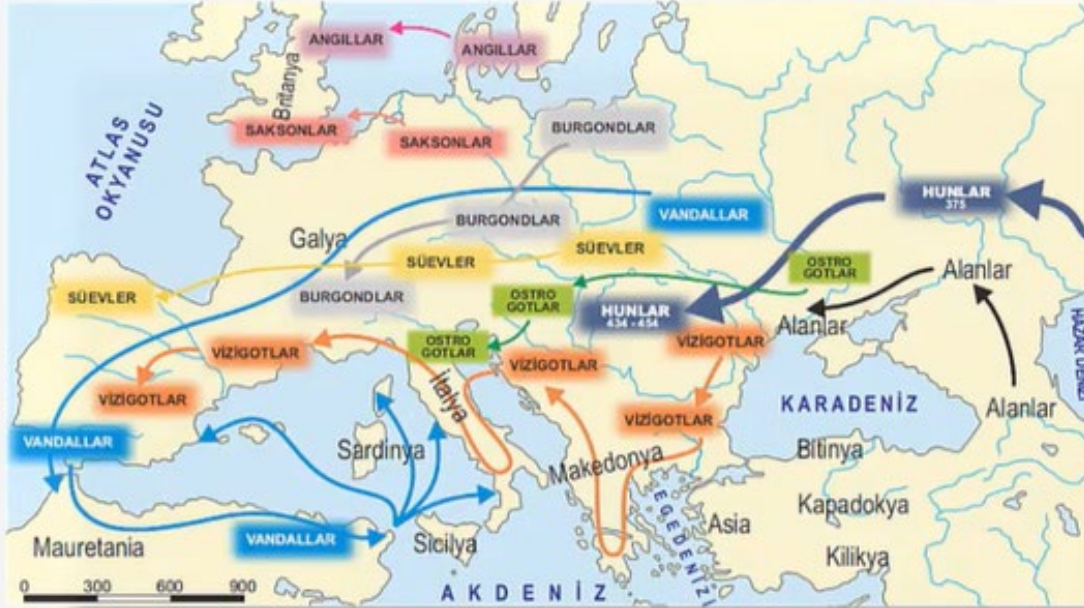 ANGILLAR
ANGILLAR
Britanya
ATLAS
OKYANUSU
SAKSONLAR
SAKSONLAR
BURGONDLAR
HUNLAR
375
VANDALLAR
BURGONDLAR
Galya
SÜEVLER
SÜEVLER
SÜEVLER
BURGONDLAR
OSTRO
GOTLAR
OSTRO
GOTLAR
HUNLAR
434 - 454
Alanlar
Alanlar
HAZAR DENİZİ
VİZİGOTLAR
OSTRO
GOTLAR
VİZİGOTLAR
VİZİGOTLAR
VİZİGOTLAR
İtalya
VİZİGOTLAR
KARADENİZ
Alanlar
VANDALLAR
Sardinya
Makedonya
Bitinya
EGE DENİZİ
Kapadokya
Asia
Mauretania
VANDALLAR
Sicilya
Kilikya
AKDENİZ
0 300 600 900